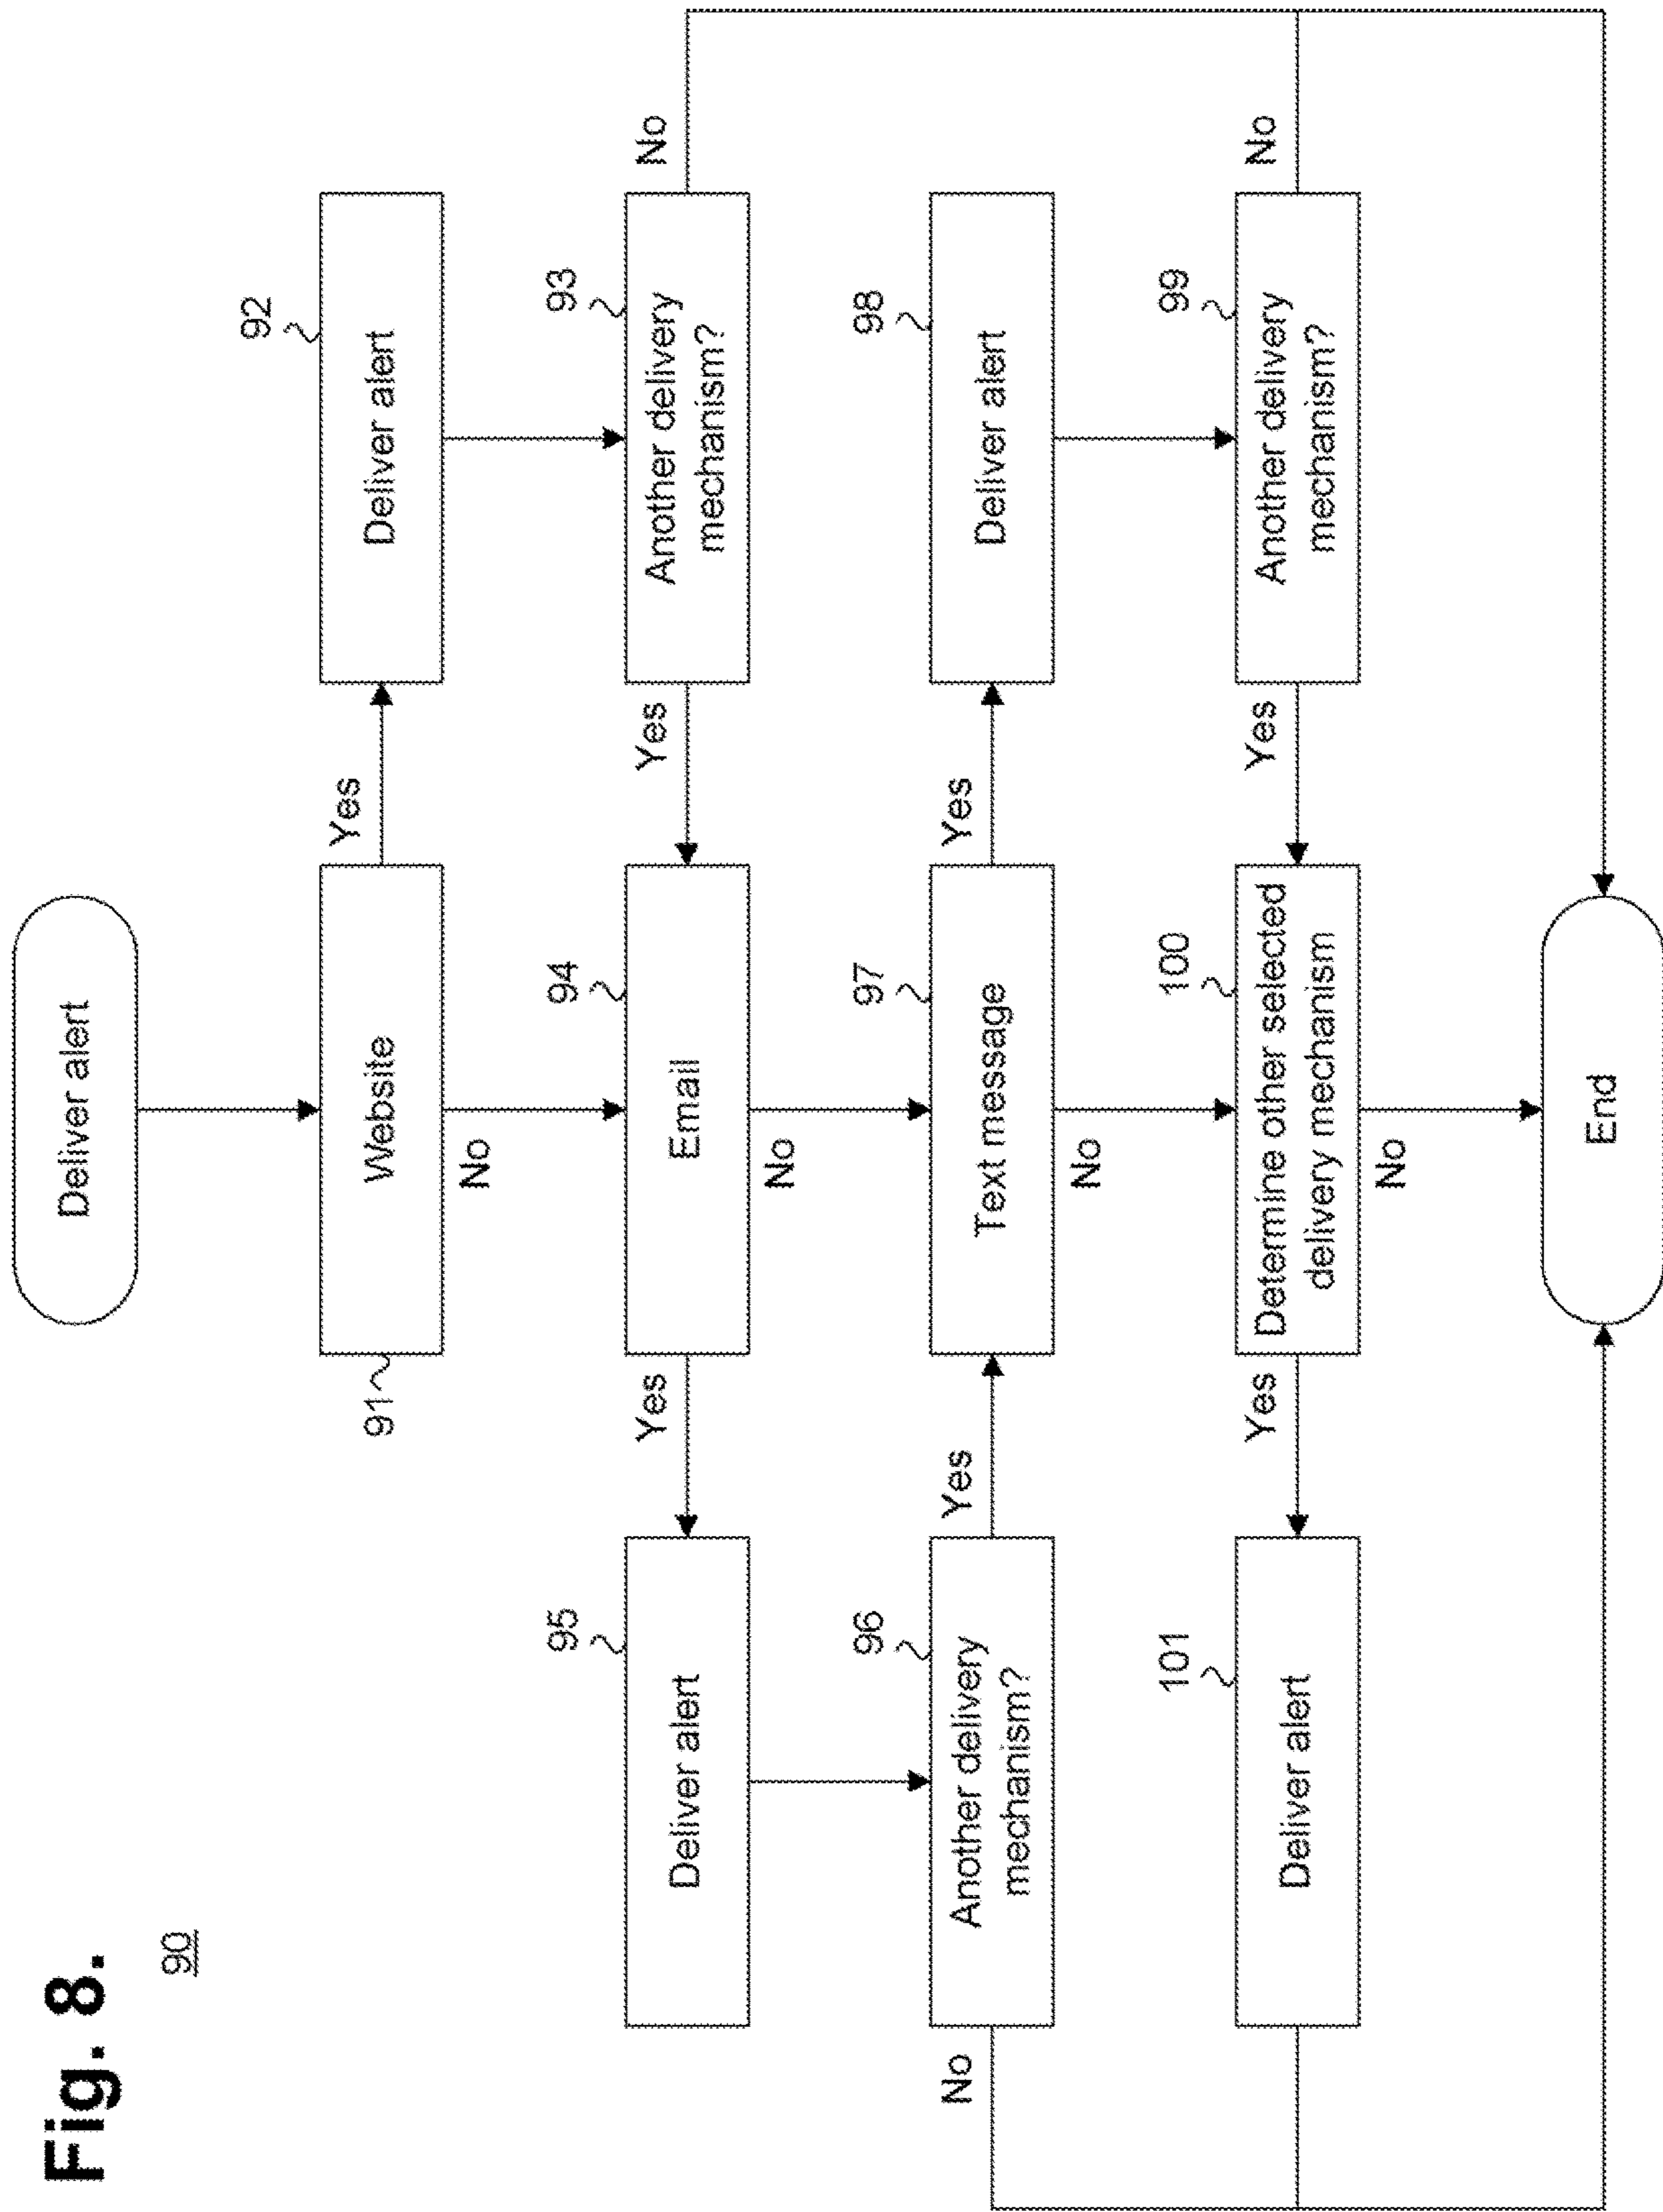 Fig. 8.
90
Deliver alert
91
Website
Yes
No
92
Deliver alert
93
Another delivery
mechanism?
Yes
No
94
Email
Yes
No
95
Deliver alert
96
Another delivery
mechanism?
Yes
No
97
Text message
Yes
No
98
Deliver alert
99
Another delivery
mechanism?
Yes
No
100
Determine other selected
delivery mechanism
Yes
No
101
Deliver alert
End